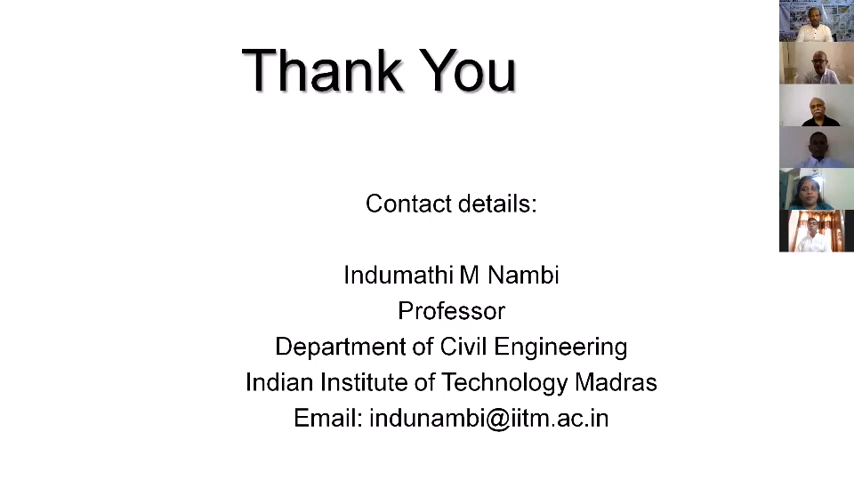 Thank You
Contact details:
Indumathi M Nambi
Professor
Department of Civil Engineering
Indian Institute of Technology Madras
Email: indunambi@iitm.ac.in